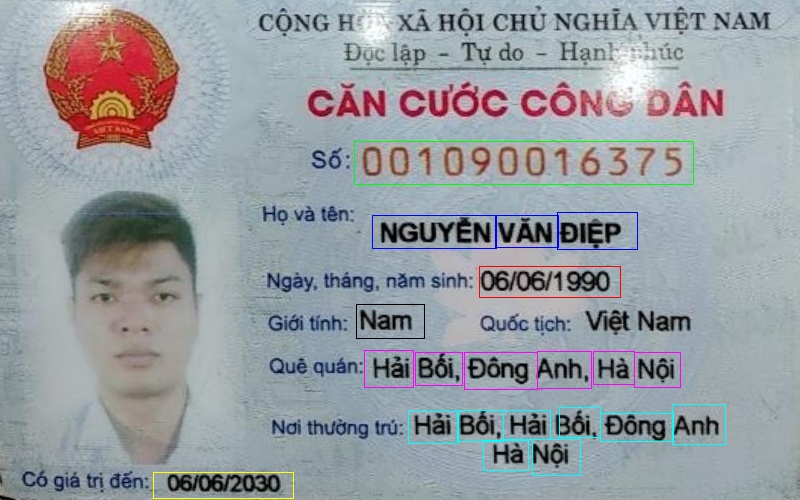 CỘNG HÒA XÃ HỘI CHỦ NGHĨA VIỆT NAM
Độc lập - Tự do - Hạnh phúc
CĂN CƯỚC CÔNG DÂN
Số: 001090016375
Họ và tên: NGUYỄN VĂN ĐIỆP
Ngày, tháng, năm sinh: 06/06/1990
Giới tính: Nam Quốc tịch: Việt Nam
Quê quán: Hải Bối, Đông Anh, Hà Nội
Nơi thường trú: Hải Bối, Hải Bối, Đông Anh
Hà Nội
Có giá trị đến: 06/06/2030
VIỆT NAM